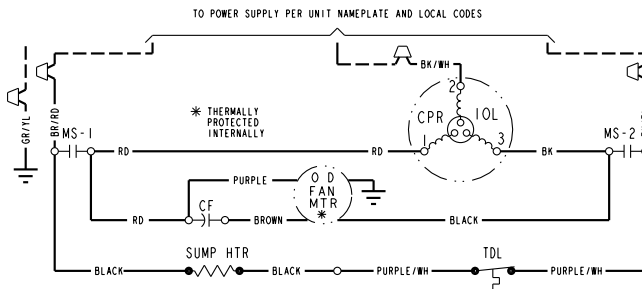 TO POWER SUPPLY PER UNIT NAMEPLATE AND LOCAL CODES
BK/WH
GR/YL
BR/RD
* THERMALLY
PROTECTED
INTERNALLY
2
CPR IOL
1
3
MS-1
MS-2
RD
RD
BK
PURPLE
OD
FAN
MTR
*
CF
RD
BROWN
BLACK
SUMP HTR
TDL
BLACK
BLACK
PURPLE/WH
PURPLE/WH